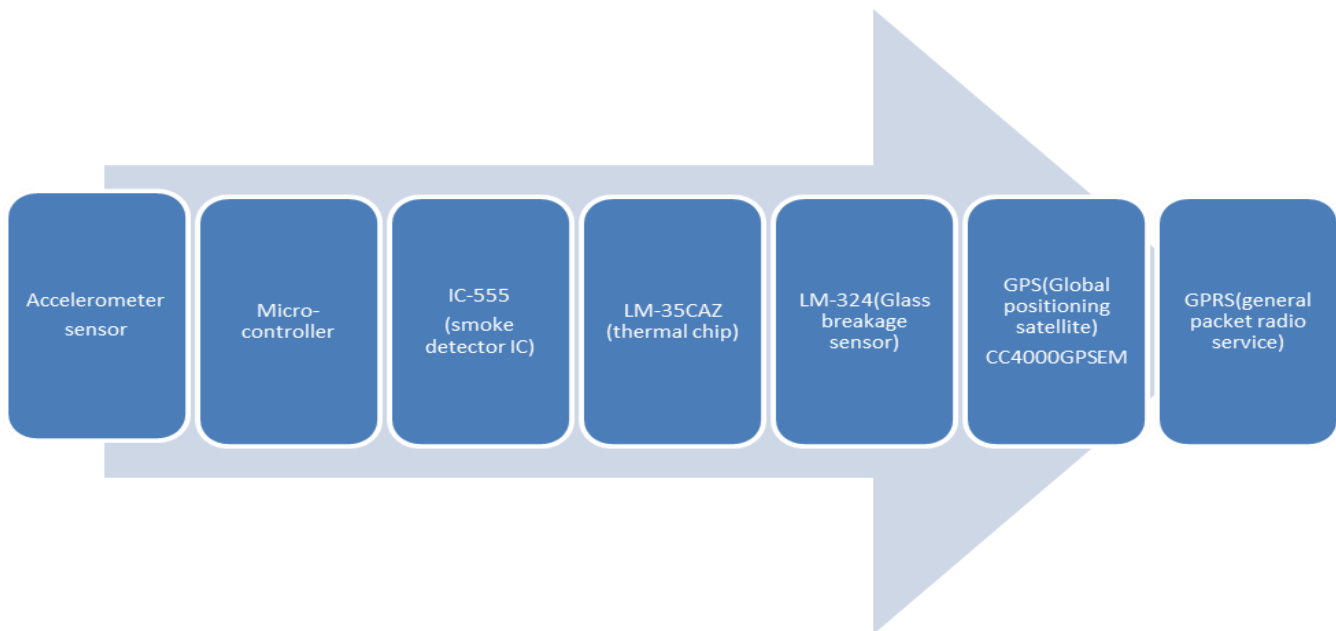 Accelerometer
sensor
Micro-
controller
IC-555
(smoke
detector IC)
LM-35CAZ
(thermal chip)
LM-324(Glass
breakage
sensor)
GPS(Global
positioning
satellite)
CC4000GPSEM
GPRS(general
packet radio
service)